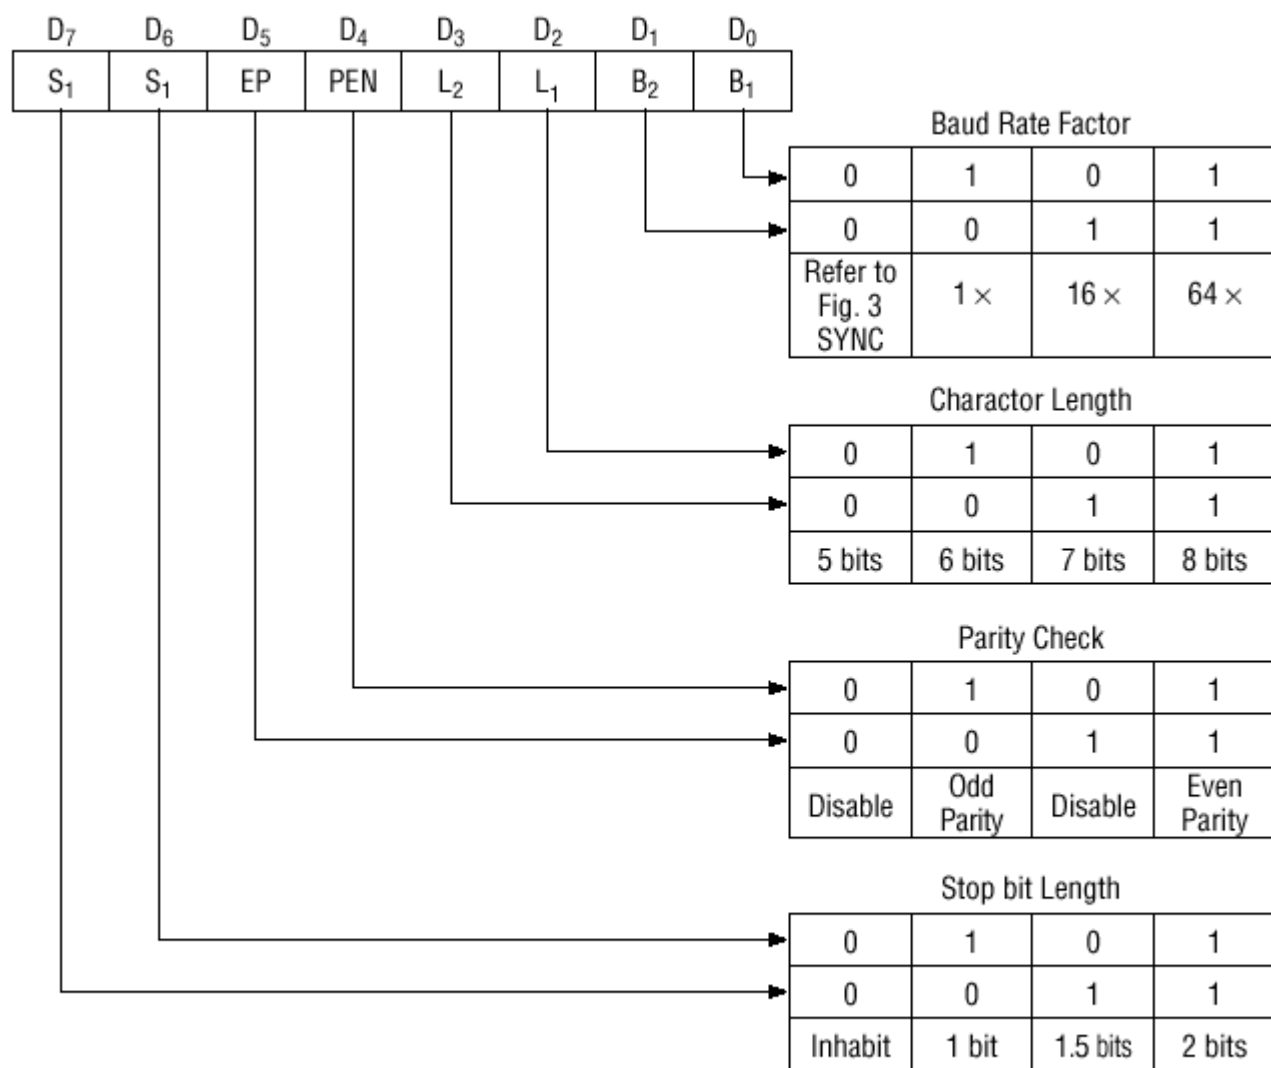 D7 D6 D5 D4 D3 D2 D1 D0
S1 S1 EP PEN L2 L1 B2 B1
Baud Rate Factor
0 1 0 1
0 0 1 1
Refer to Fig. 3 SYNC 1 × 16 × 64 ×
Charactor Length
0 1 0 1
0 0 1 1
5 bits 6 bits 7 bits 8 bits
Parity Check
0 1 0 1
0 0 1 1
Disable Odd Parity Disable Even Parity
Stop bit Length
0 1 0 1
0 0 1 1
Inhabit 1 bit 1.5 bits 2 bits